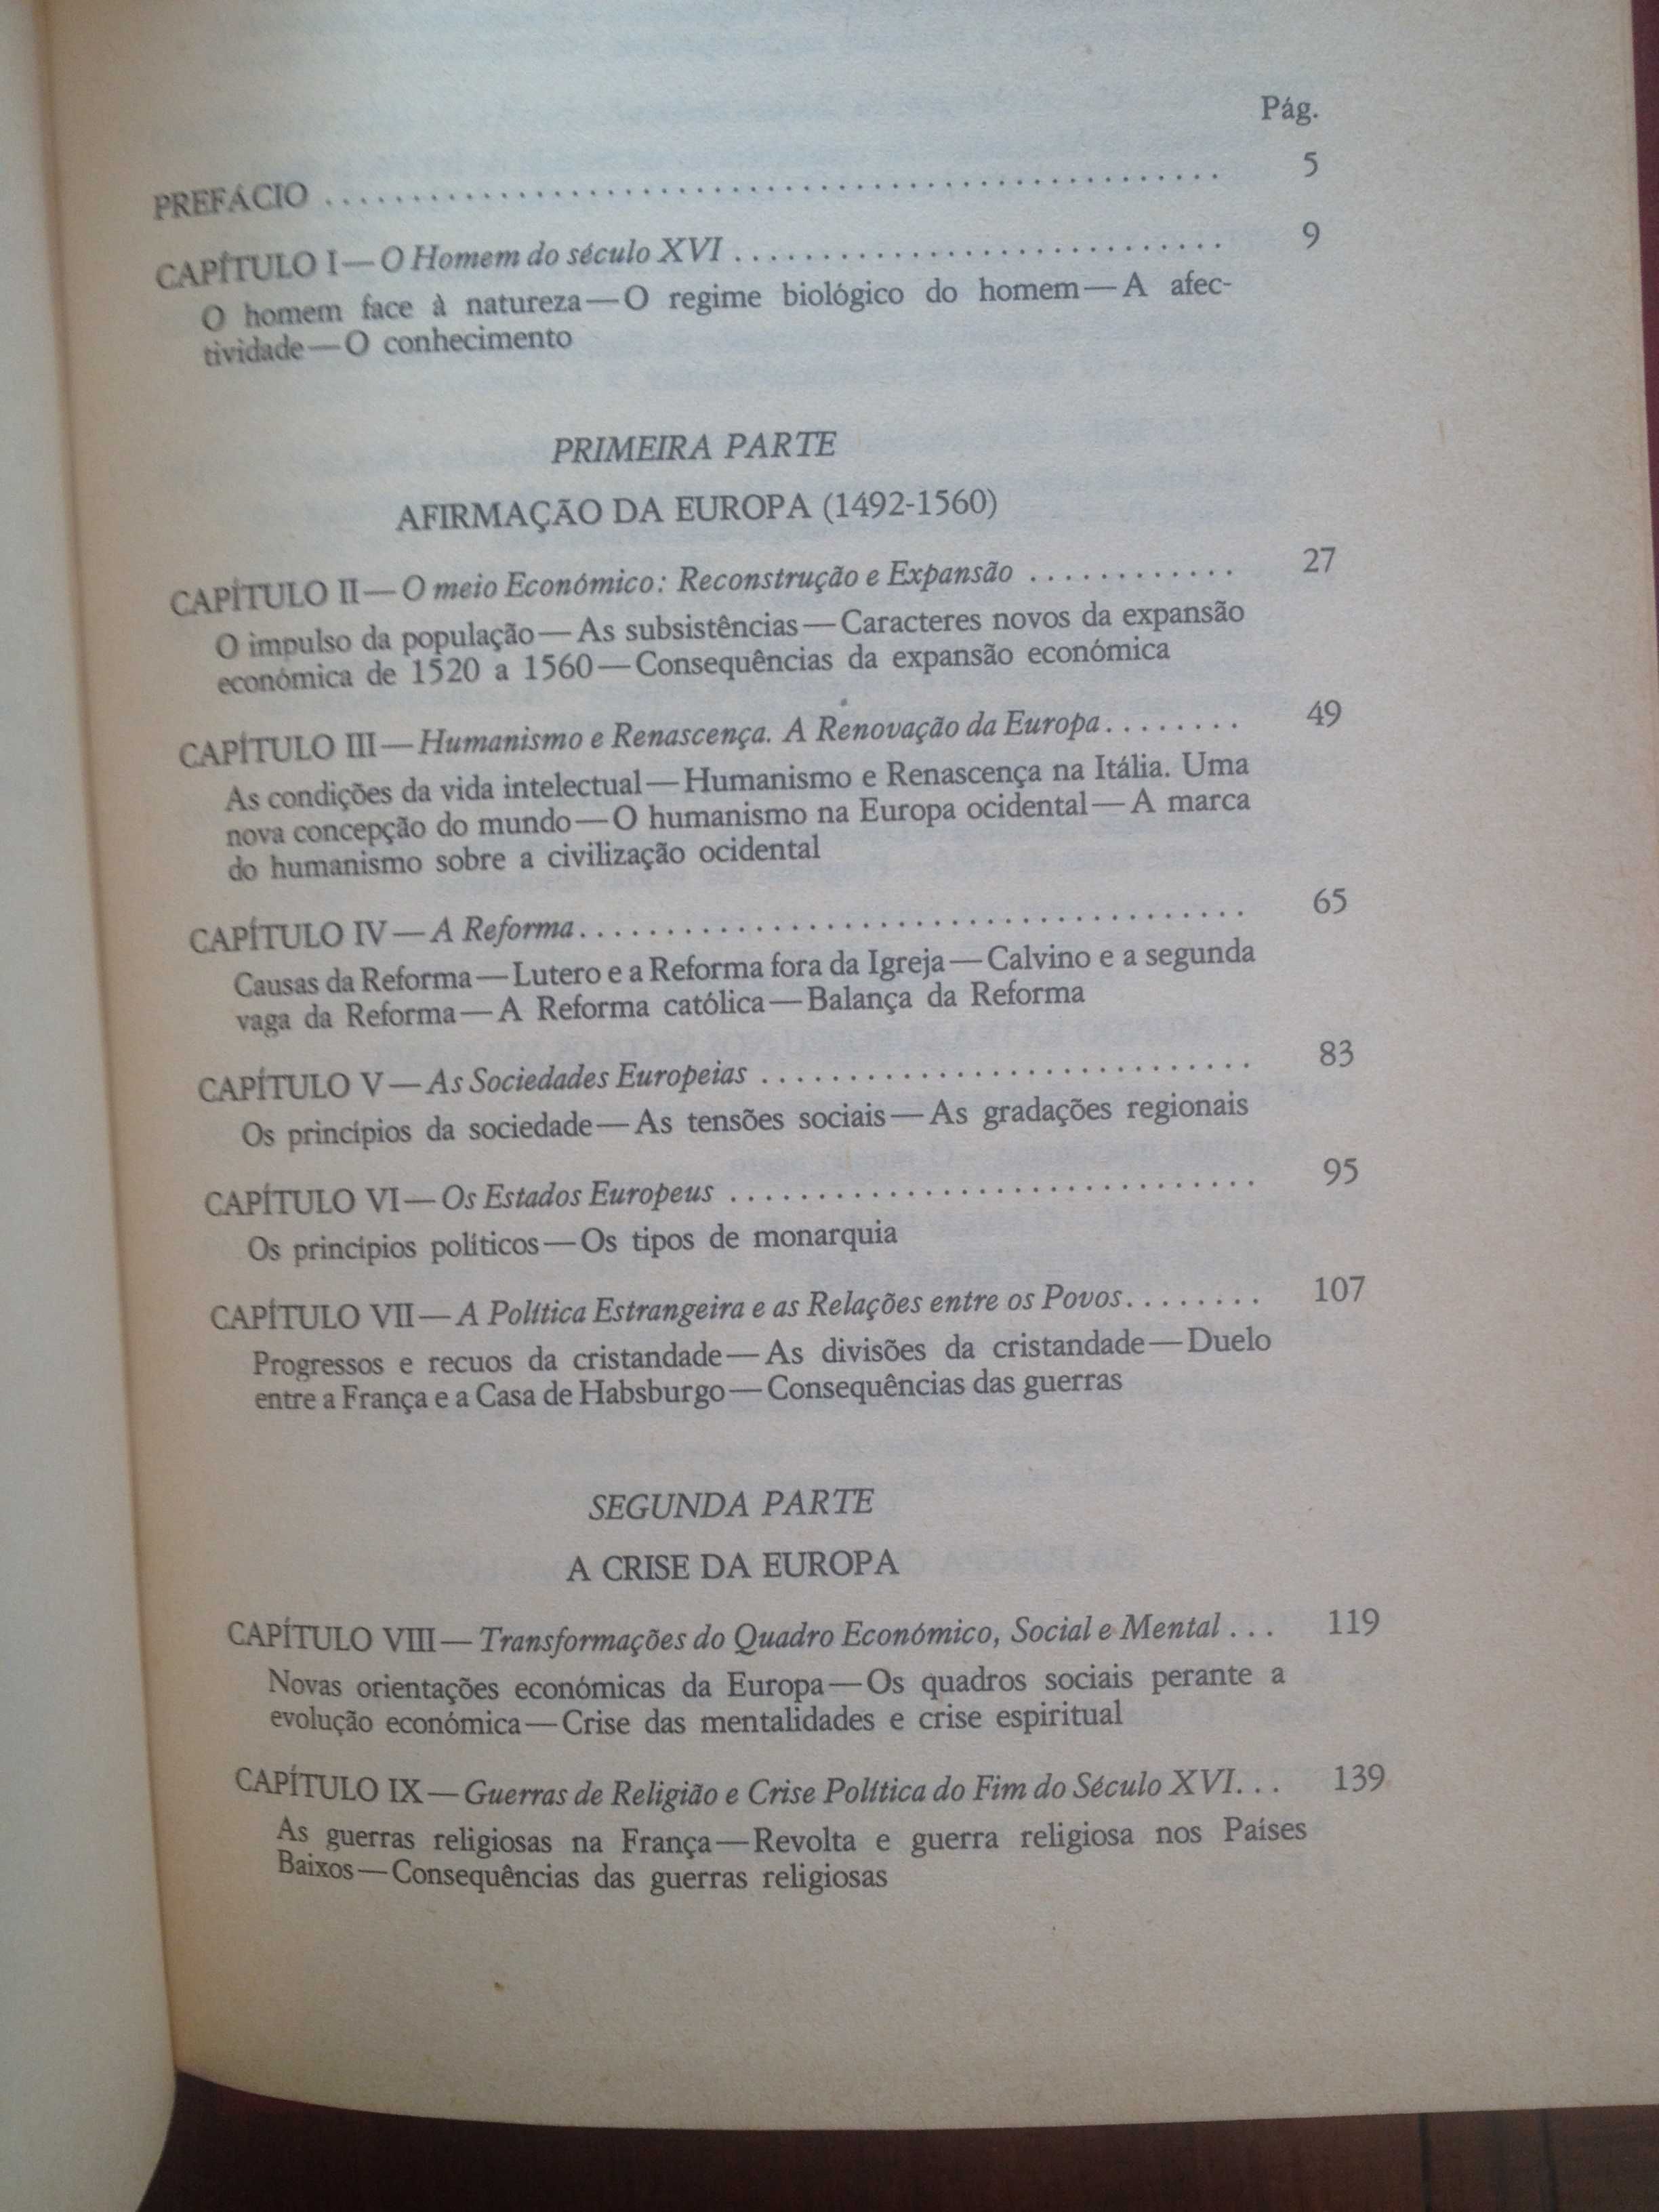 Pág.
PREFÁCIO .................................................... 5
CAPÍTULO I — O Homem do século XVI ............................. 9
O homem face à natureza — O regime biológico do homem — A afec-
tividade — O conhecimento
PRIMEIRA PARTE
AFIRMAÇÃO DA EUROPA (1492-1560)
CAPÍTULO II — O meio Económico: Reconstrução e Expansão ............ 27
O impulso da população — As subsistências — Caracteres novos da expansão
económica de 1520 a 1560 — Consequências da expansão económica
CAPÍTULO III — Humanismo e Renascença. A Renovação da Europa........ 49
As condições da vida intelectual — Humanismo e Renascença na Itália. Uma
nova concepção do mundo — O humanismo na Europa ocidental — A marca
do humanismo sobre a civilização ocidental
CAPÍTULO IV — A Reforma....................................... 65
Causas da Reforma — Lutero e a Reforma fora da Igreja — Calvino e a segunda
vaga da Reforma — A Reforma católica — Balança da Reforma
CAPÍTULO V — As Sociedades Europeias ............................. 83
Os princípios da sociedade — As tensões sociais — As gradações regionais
CAPÍTULO VI — Os Estados Europeus ............................... 95
Os princípios políticos — Os tipos de monarquia
CAPÍTULO VII — A Política Estrangeira e as Relações entre os Povos........ 107
Progressos e recuos da cristandade — As divisões da cristandade — Duelo
entre a França e a Casa de Habsburgo — Consequências das guerras
SEGUNDA PARTE
A CRISE DA EUROPA
CAPÍTULO VIII — Transformações do Quadro Económico, Social e Mental ... 119
Novas orientações económicas da Europa — Os quadros sociais perante a
evolução económica — Crise das mentalidades e crise espiritual
CAPÍTULO IX — Guerras de Religião e Crise Política do Fim do Século XVI... 139
As guerras religiosas na França — Revolta e guerra religiosa nos Países
Baixos — Consequências das guerras religiosas